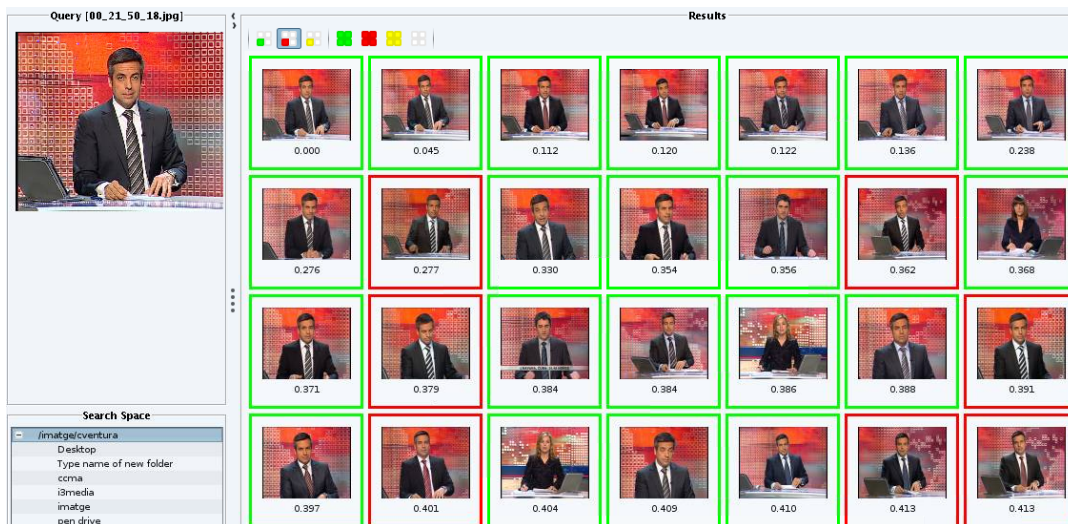 Query [00_21_50_18.jpg]
Results
0.000
0.045
0.112
0.120
0.122
0.136
0.238
0.276
0.277
0.330
0.354
0.356
0.362
0.368
0.371
0.379
0.384
0.384
0.386
0.388
0.391
0.397
0.401
0.404
0.409
0.410
0.413
0.413
Search Space
/imatge/cventura
Desktop
Type name of new folder
ccma
i3media
imatge
pen drive